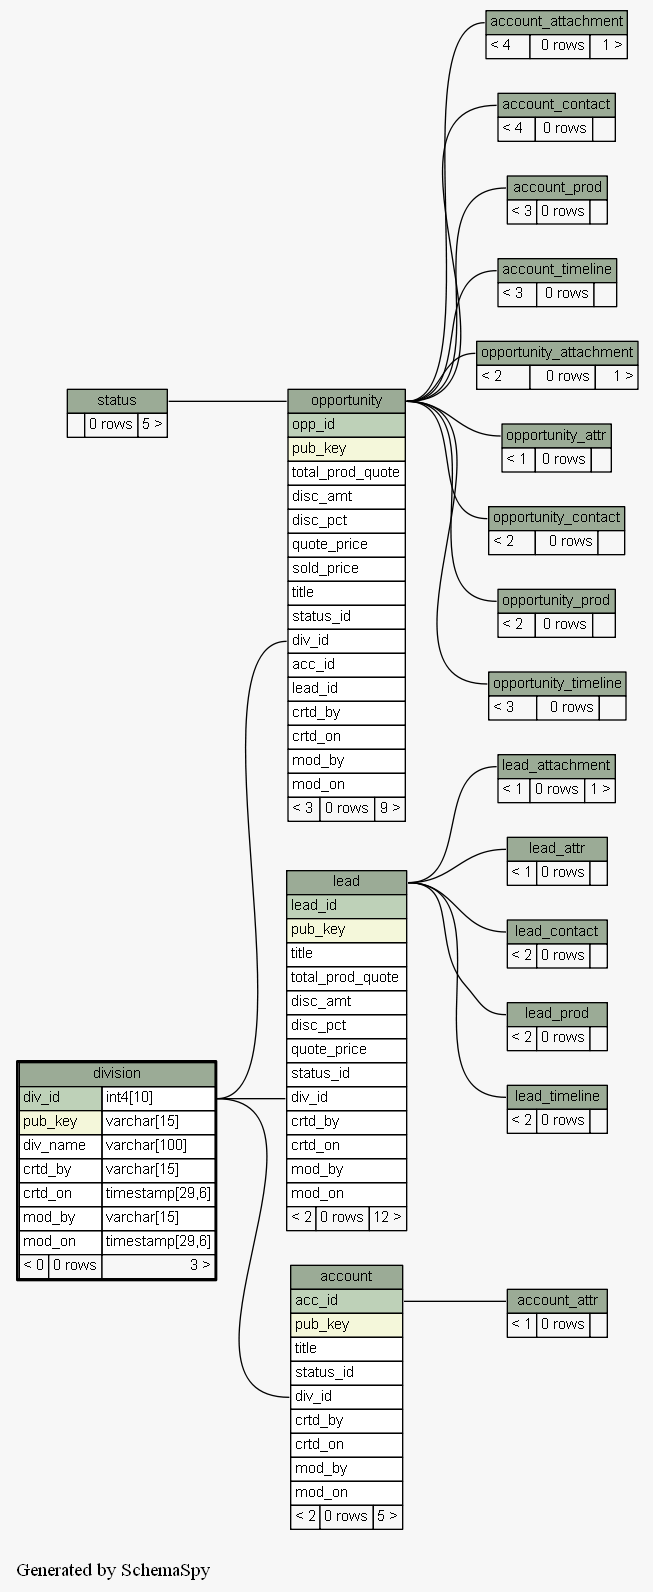 account_attachment
< 4 0 rows 1 >
account_contact
< 4 0 rows
account_prod
< 3 0 rows
account_timeline
< 3 0 rows
opportunity_attachment
< 2 0 rows 1 >
status
0 rows 5 >
opportunity
opp_id
pub_key
total_prod_quote
disc_amt
disc_pct
quote_price
sold_price
title
status_id
div_id
acc_id
lead_id
crtd_by
crtd_on
mod_by
mod_on
< 3 0 rows 9 >
opportunity_attr
< 1 0 rows
opportunity_contact
< 2 0 rows
opportunity_prod
< 2 0 rows
opportunity_timeline
< 3 0 rows
lead_attachment
< 1 0 rows 1 >
lead_attr
< 1 0 rows
lead_contact
< 2 0 rows
lead_prod
< 2 0 rows
lead_timeline
< 2 0 rows
lead
lead_id
pub_key
title
total_prod_quote
disc_amt
disc_pct
quote_price
status_id
div_id
crtd_by
crtd_on
mod_by
mod_on
< 2 0 rows 12 >
division
div_id int4[10]
pub_key varchar[15]
div_name varchar[100]
crtd_by varchar[15]
crtd_on timestamp[29,6]
mod_by varchar[15]
mod_on timestamp[29,6]
< 0 0 rows 3 >
account
acc_id
pub_key
title
status_id
div_id
crtd_by
crtd_on
mod_by
mod_on
< 2 0 rows 5 >
account_attr
< 1 0 rows
Generated by SchemaSpy